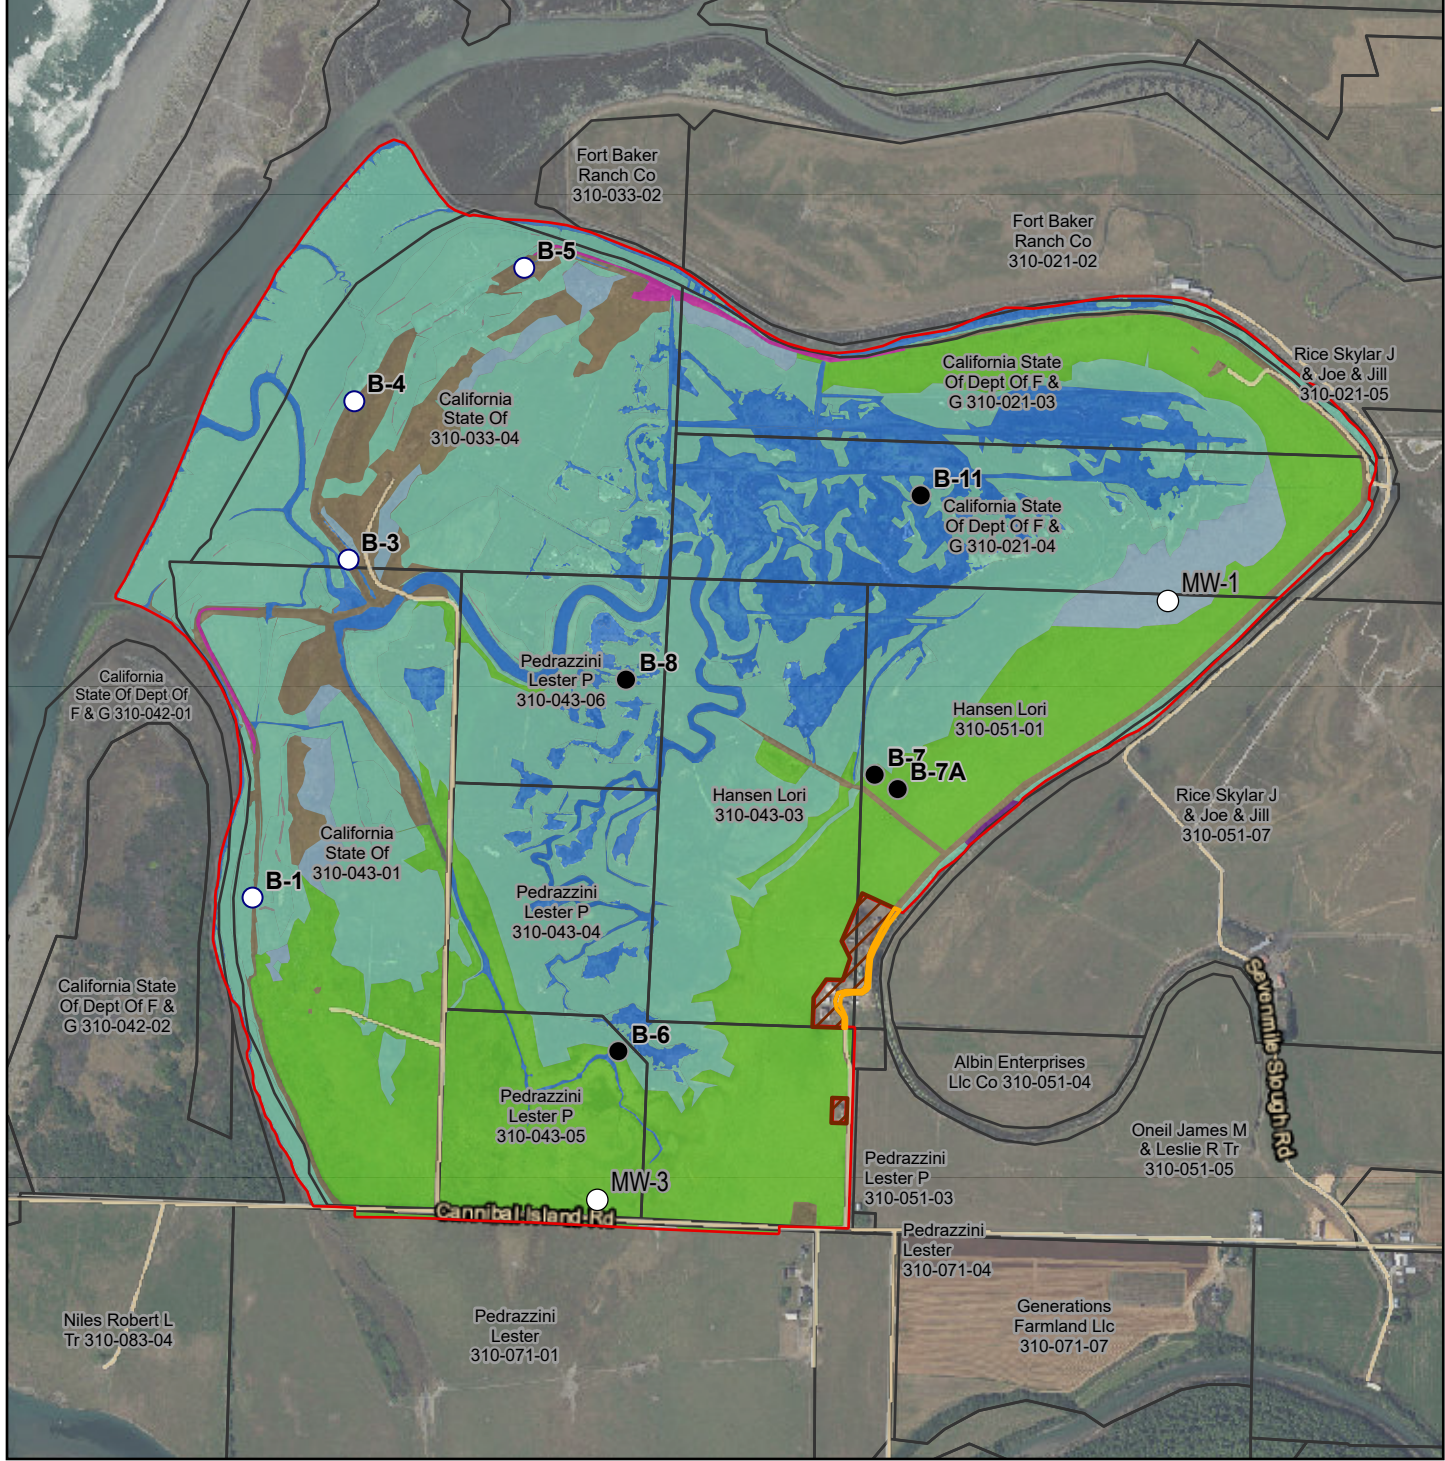 Fort Baker
Ranch Co
310-033-02
Fort Baker
Ranch Co
310-021-02
B-5
California State
Of Dept Of F &
G 310-021-03
Rice Skylar J
& Joe & Jill
310-021-05
B-4
California
State Of
310-033-04
B-11
California State
Of Dept Of F &
G 310-021-04
B-3
MW-1
Pedrazzini
Lester P
310-043-06
B-8
California
State Of Dept Of
F & G 310-042-01
Hansen Lori
310-051-01
B-7
B-7A
Hansen Lori
310-043-03
Rice Skylar J
& Joe & Jill
310-051-07
California
State Of
310-043-01
B-1
Pedrazzini
Lester P
310-043-04
California State
Of Dept Of F &
G 310-042-02
Sevenmile Slough Rd
B-6
Albin Enterprises
Llc Co 310-051-04
Pedrazzini
Lester P
310-043-05
Oneil James M
& Leslie R Tr
310-051-05
Pedrazzini
Lester P
310-051-03
MW-3
Cannibal Island Rd
Pedrazzini
Lester
310-071-04
Niles Robert L
Tr 310-083-04
Pedrazzini
Lester
310-071-01
Generations
Farmland Llc
310-071-07